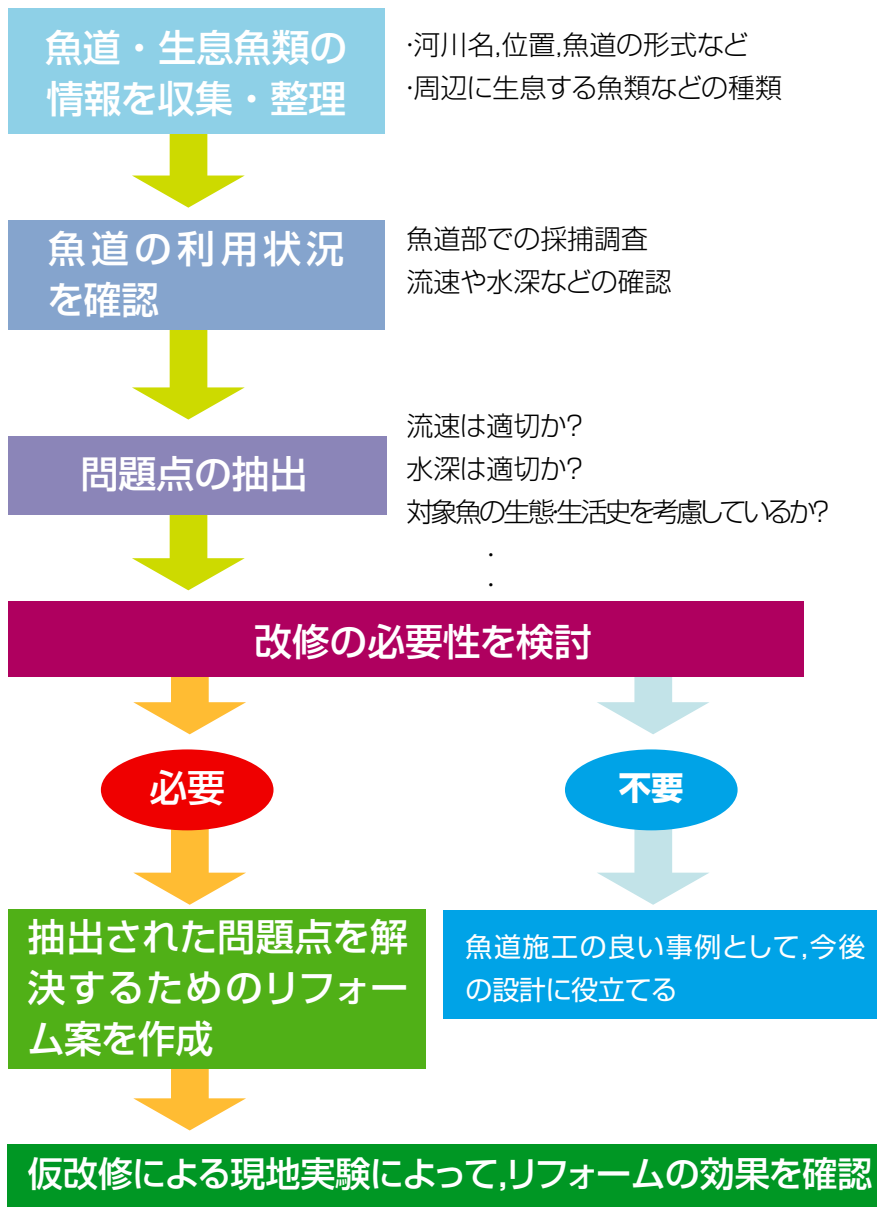 魚道・生息魚類の
情報を収集・整理
·河川名,位置,魚道の形式など
·周辺に生息する魚類などの種類
魚道の利用状況
を確認
魚道部での採捕調査
流速や水深などの確認
問題点の抽出
流速は適切か?
水深は適切か?
対象魚の生態·生活史を考慮しているか?
·
·
改修の必要性を検討
必要
不要
抽出された問題点を解
決するためのリフォー
ム案を作成
魚道施工の良い事例として,今後
の設計に役立てる
仮改修による現地実験によって,リフォームの効果を確認